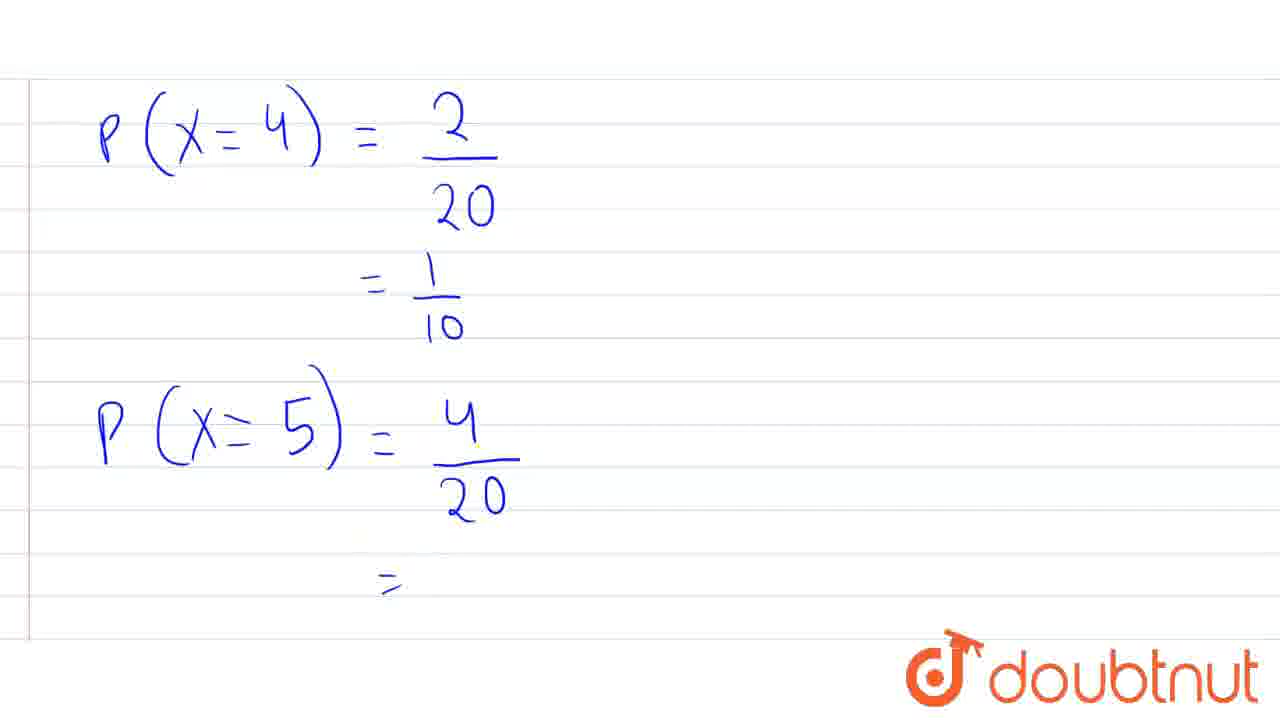 P(X=4) = 2/20
= 1/10
P(X=5) = 4/20
=
doubtnut